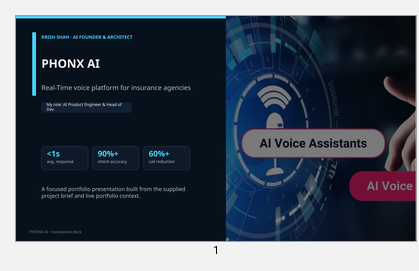 KRISH SHAH · AI FOUNDER & ARCHITECT
PHONX AI
Real-Time voice platform for insurance agencies
My role: AI Product Engineer & Head of
Dev
<1s
avg. response
90%+
intent accuracy
60%+
call reduction
A focused portfolio presentation built from the supplied
project brief and live portfolio context.
PHONX AI · standalone deck
AI Voice Assistants
AI Voice
1